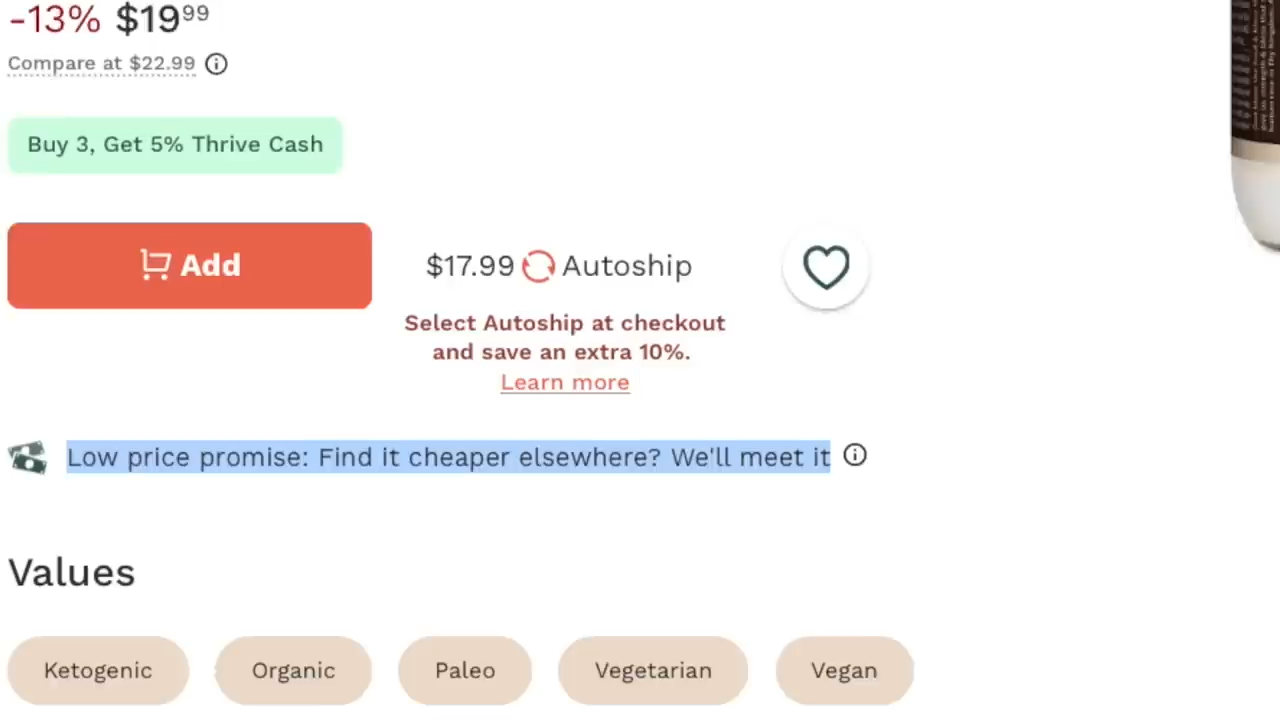 -13% $19⁹⁹
Compare at $22.99
Buy 3, Get 5% Thrive Cash
Add
$17.99 Autoship
Select Autoship at checkout
and save an extra 10%.
Learn more
Low price promise: Find it cheaper elsewhere? We'll meet it
Values
Ketogenic Organic Paleo Vegetarian Vegan